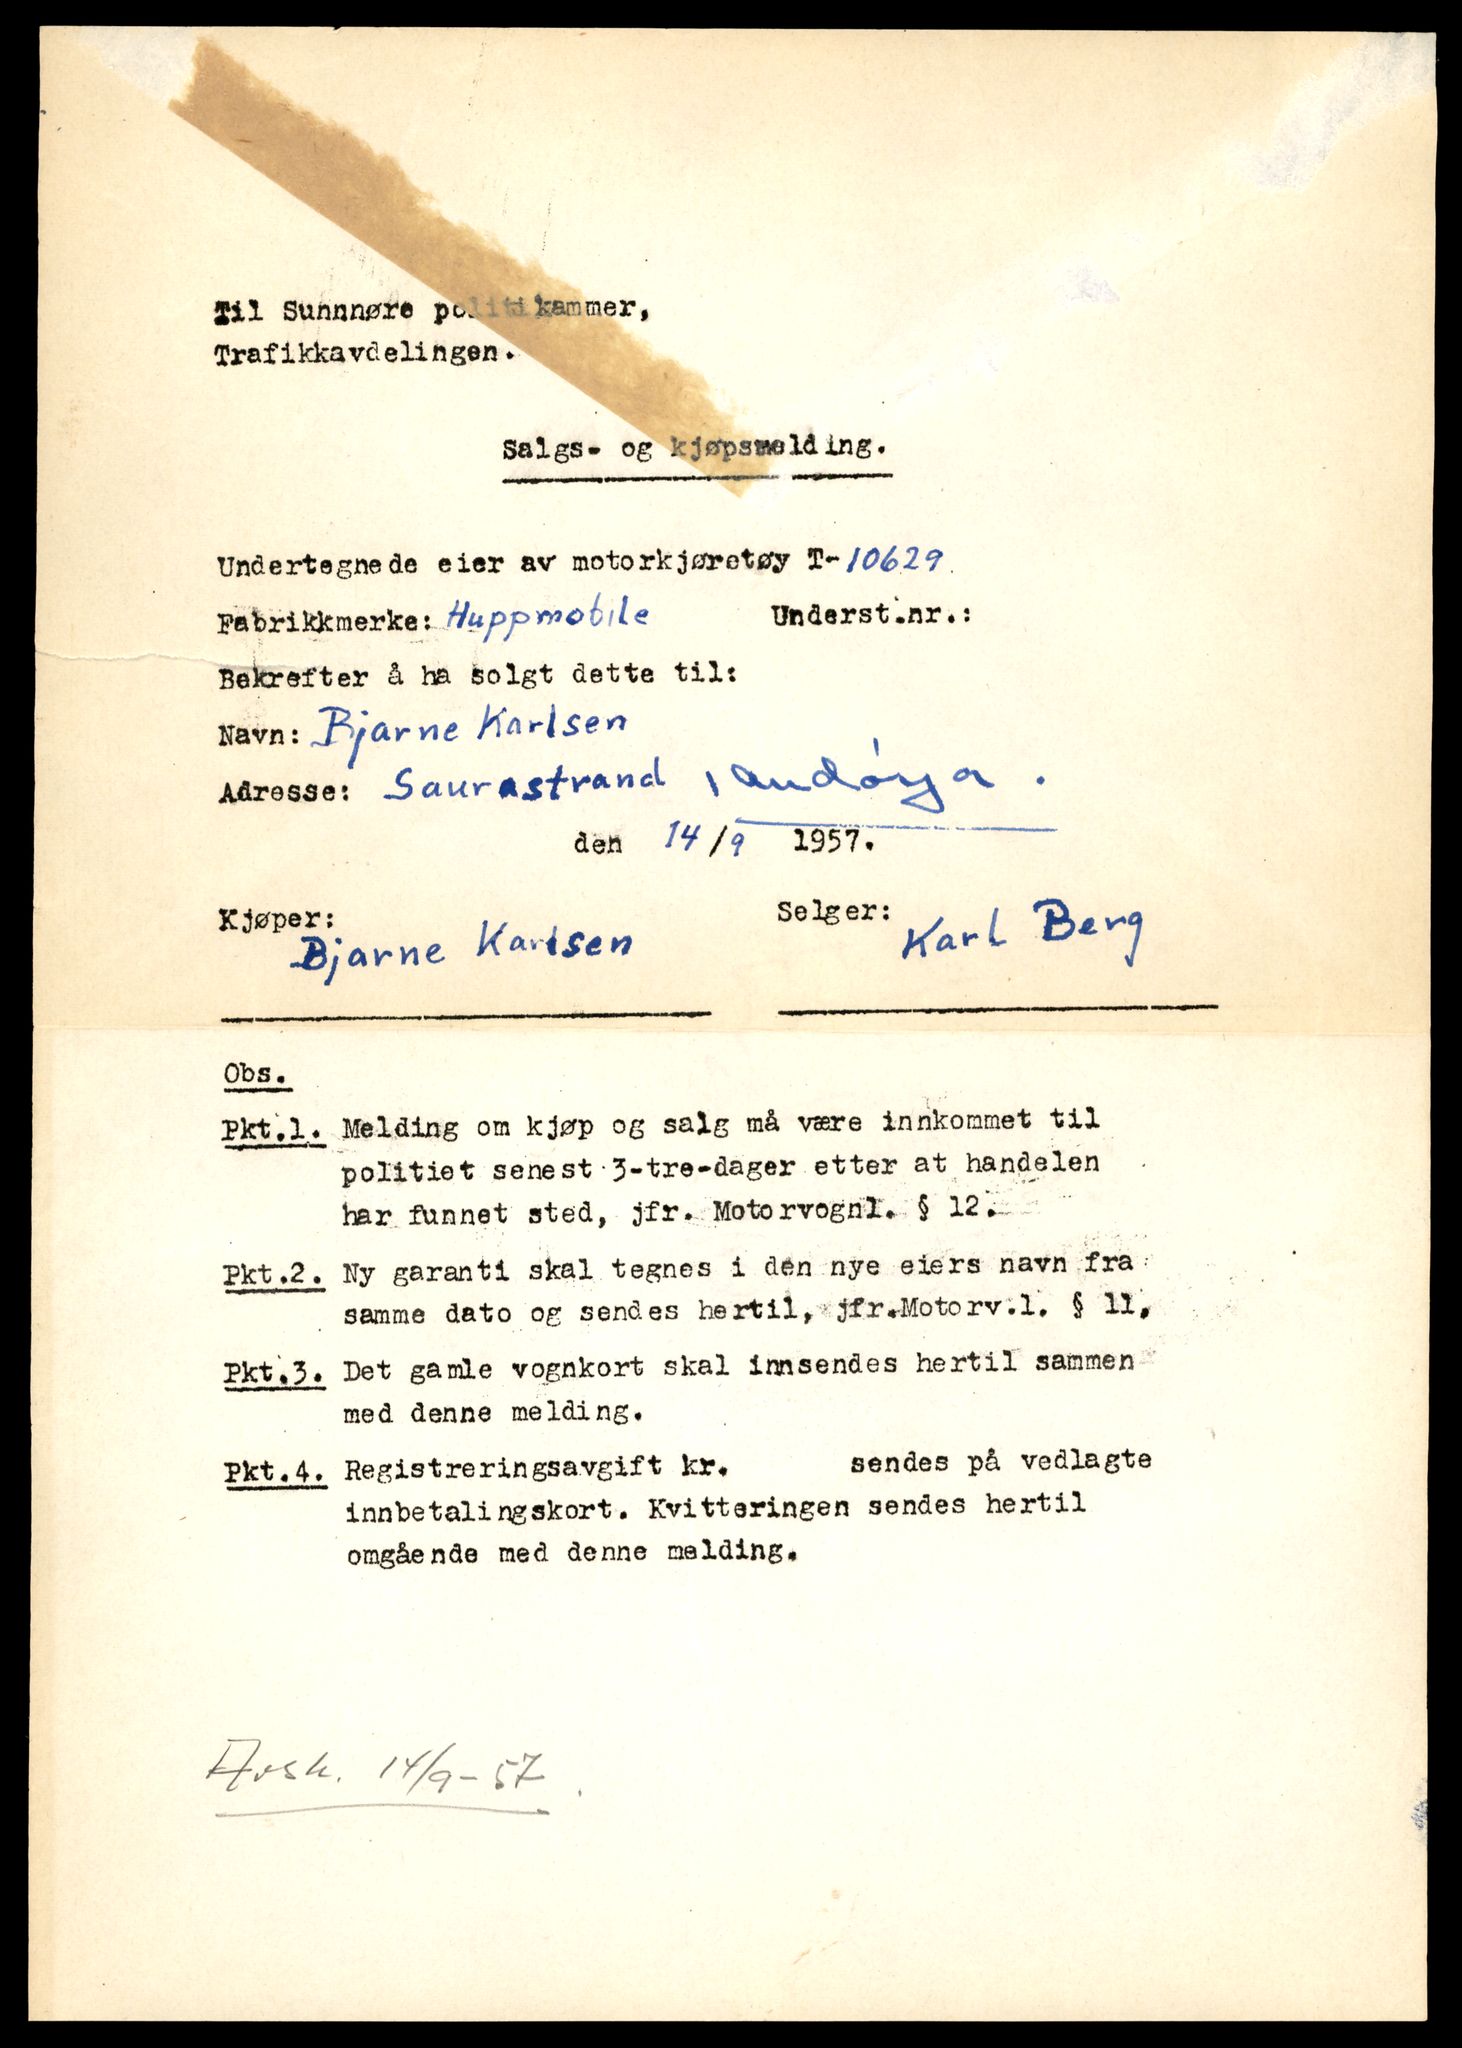 Til Sunnnøre politikammer,
Trafikkavdelingen.
Salgs- og kjøpsmelding.
Undertegnede eier av motorkjøretøy T-10629
Fabrikkmerke: Huppmobile Underst.nr.:
Bekrefter å ha solgt dette til:
Navn: Bjarne Karlsen
Adresse: Saurastrand,
den 14/9 1957.
Kjøper: Selger:
Bjarne Karlsen Karl Berg
Obs.
Pkt.1. Melding om kjøp og salg må være innkommet til
politiet senest 3-tre-dager etter at handelen
har funnet sted, jfr. Motorvognl. § 12.
Pkt.2. Ny garanti skal tegnes i den nye eiers navn fra
samme dato og sendes hertil, jfr.Motorv.l. § 11.
Pkt.3. Det gamle vognkort skal innsendes hertil sammen
med denne melding.
Pkt.4. Registreringsavgift kr. sendes på vedlagte
innbetalingskort. Kvitteringen sendes hertil
omgående med denne melding.
14/9-57.